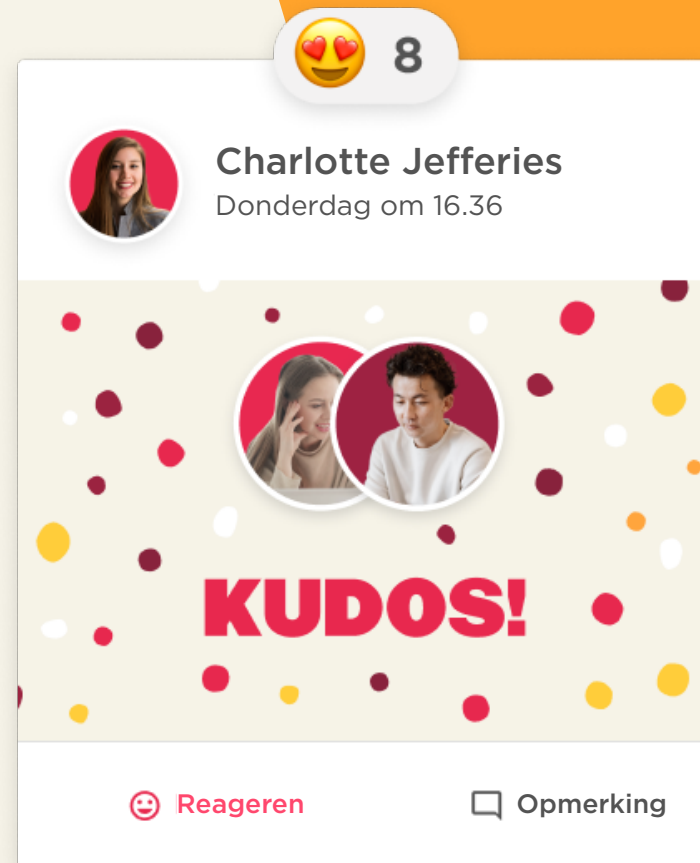 8
Charlotte Jefferies
Donderdag om 16.36
KUDOS!
Reageren
Opmerking